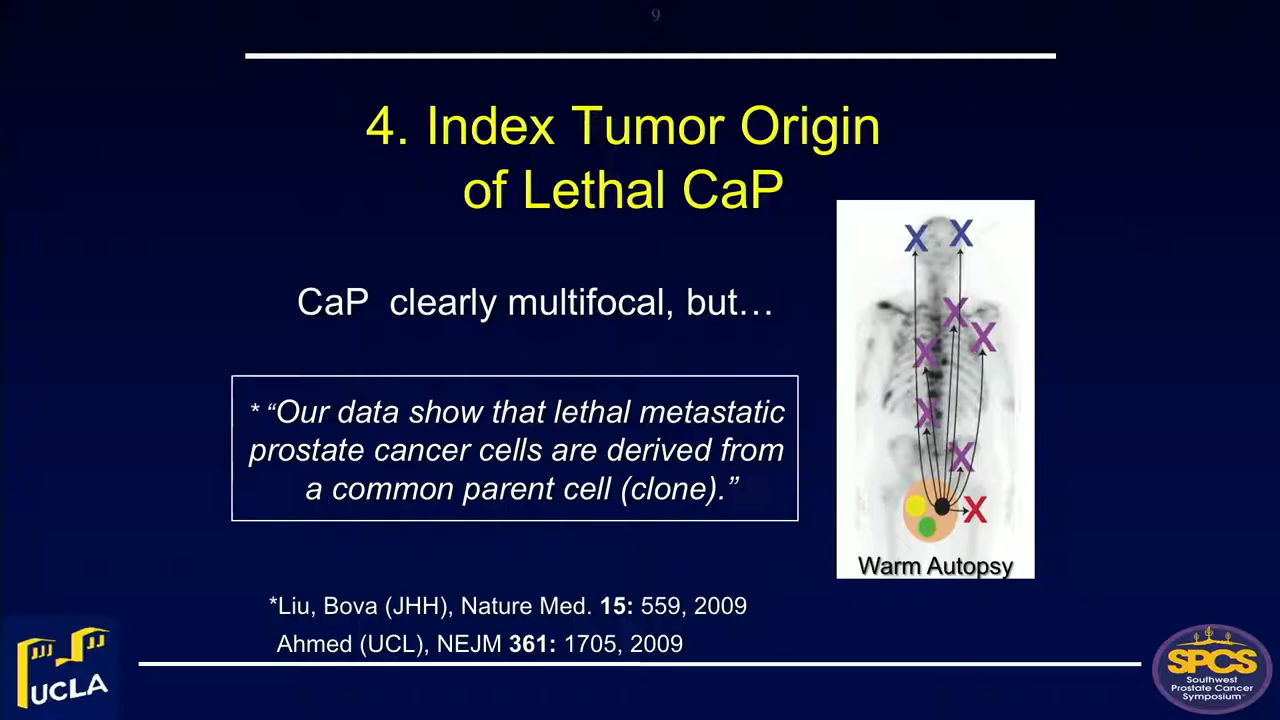 9
4. Index Tumor Origin
of Lethal CaP
CaP clearly multifocal, but…
* “Our data show that lethal metastatic
prostate cancer cells are derived from
a common parent cell (clone).”
X X
X
X
X
X
X
X
Warm Autopsy
*Liu, Bova (JHH), Nature Med. 15: 559, 2009
Ahmed (UCL), NEJM 361: 1705, 2009
UCLA
SPCS
Southwest
Prostate Cancer
Symposium